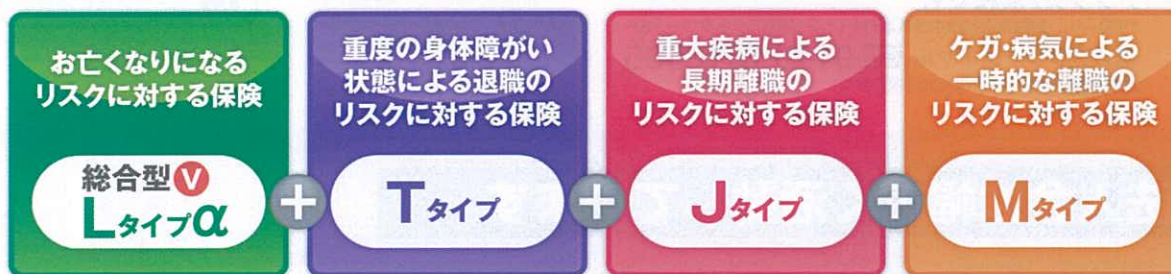 お亡くなりになる
リスクに対する保険
総合型 V
Lタイプα
+
重度の身体障がい
状態による退職の
リスクに対する保険
Tタイプ
+
重大疾病による
長期離職の
リスクに対する保険
Jタイプ
+
ケガ・病気による
一時的な離職の
リスクに対する保険
Mタイプ